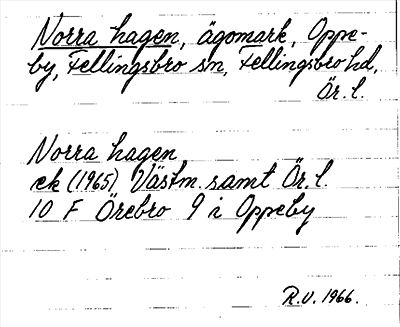 Norra hagen, ägomark, Oppe-
by, Fellingsbro sn, Fellingsbro hd,
Ör. l.
Norra hagen
ek (1965) Västm. samt Ör. l.
10 F Örebro 9 i Oppeby
R.V. 1966.